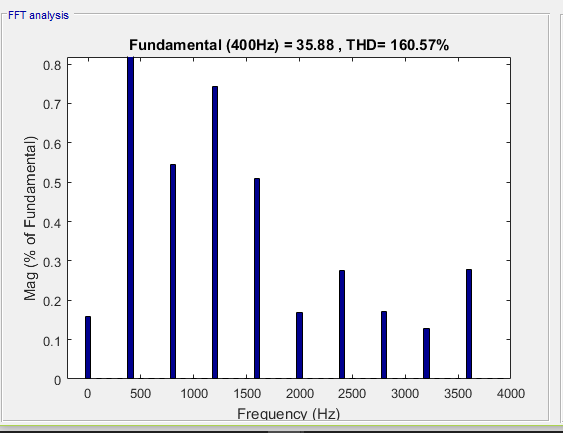 FFT analysis
Fundamental (400Hz) = 35.88 , THD= 160.57%
0.8
0.7
0.6
0.5
0.4
0.3
0.2
0.1
0
Mag (% of Fundamental)
0 500 1000 1500 2000 2500 3000 3500 4000
Frequency (Hz)